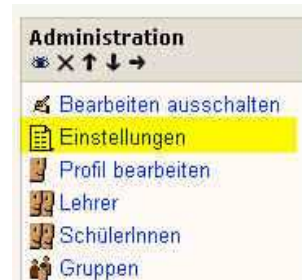 Administration
Bearbeiten ausschalten
Einstellungen
Profil bearbeiten
Lehrer
SchülerInnen
Gruppen